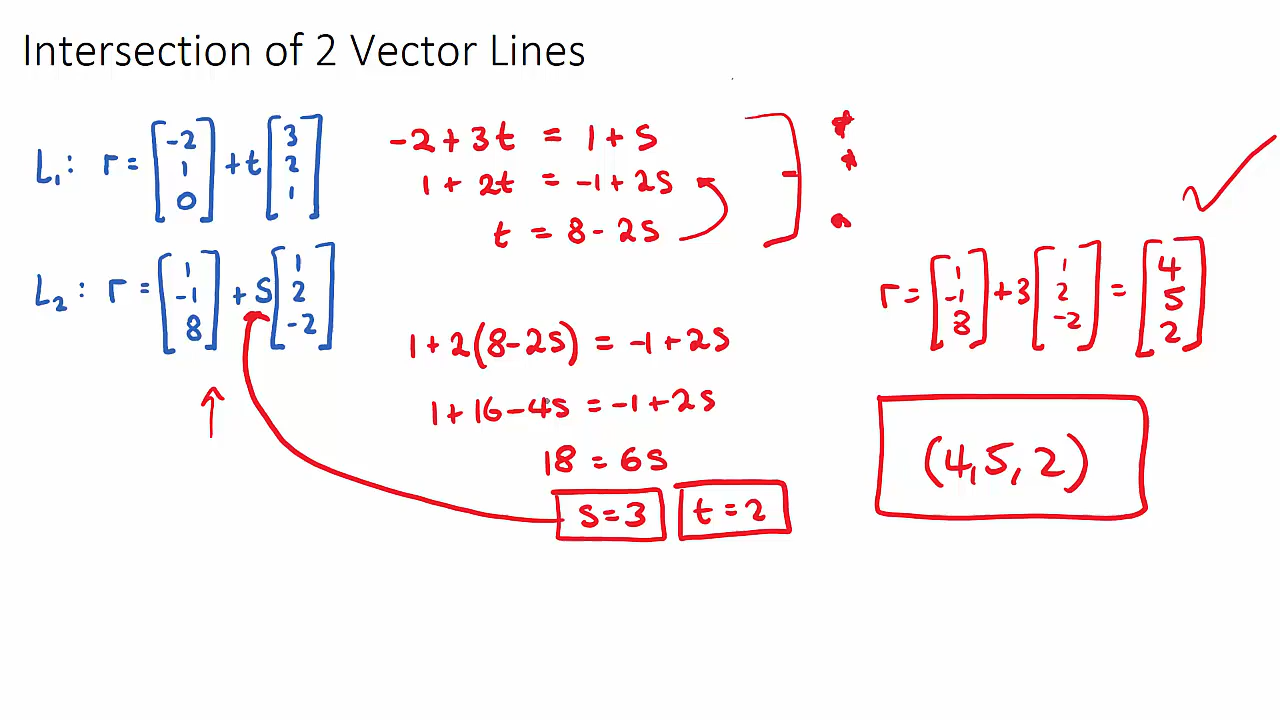 Intersection of 2 Vector Lines
L₁: r = [-2 1 0] + t [3 2 1]
L₂: r = [1 -1 8] + s [1 2 -2]
-2 + 3t = 1 + s
1 + 2t = -1 + 2s
t = 8 - 2s
1 + 2(8 - 2s) = -1 + 2s
1 + 16 - 4s = -1 + 2s
18 = 6s
s = 3 t = 2
r = [1 -1 8] + 3 [1 2 -2] = [4 5 2]
(4, 5, 2)